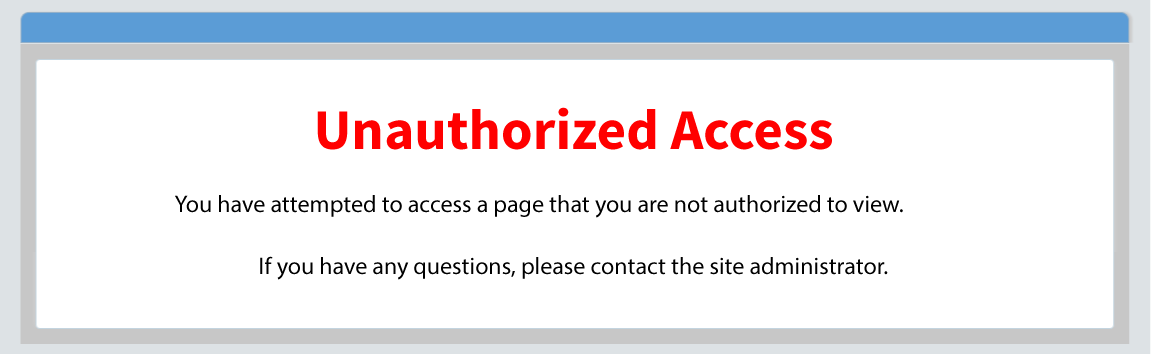 Unauthorized Access
You have attempted to access a page that you are not authorized to view.
If you have any questions, please contact the site administrator.